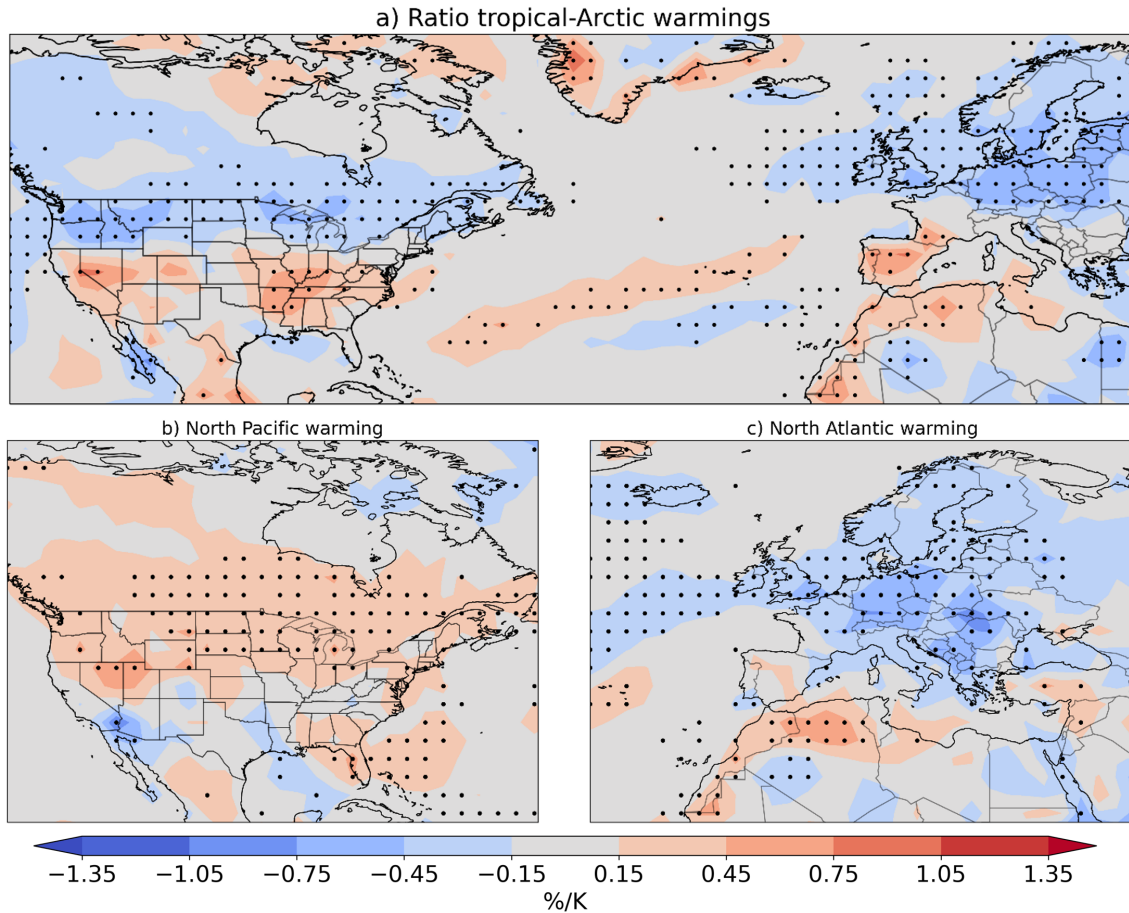 a) Ratio tropical-Arctic warmings
b) North Pacific warming
c) North Atlantic warming
−1.35 −1.05 −0.75 −0.45 −0.15 0.15 0.45 0.75 1.05 1.35
%/K